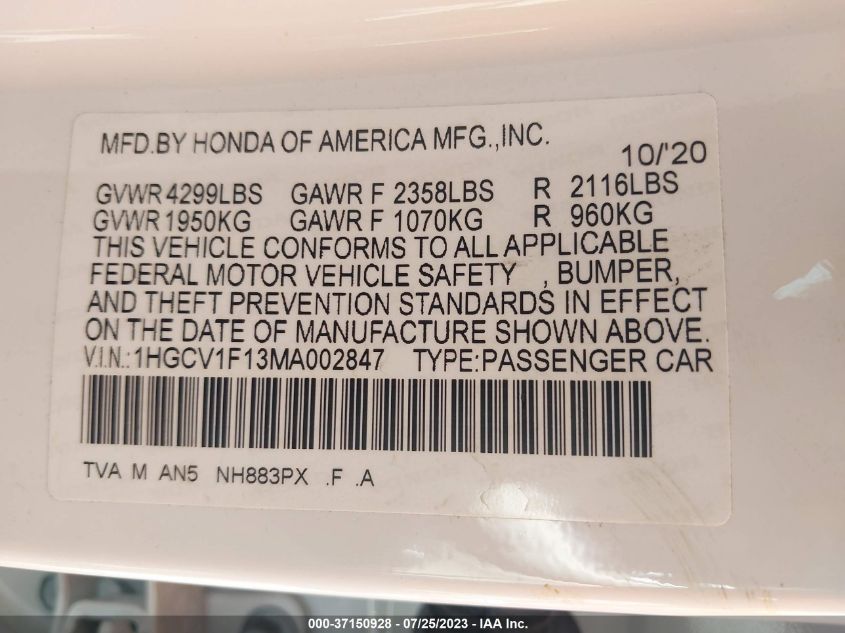 MFD.BY HONDA OF AMERICA MFG.,INC.
10/'20
GVWR 4299LBS GAWR F 2358LBS R 2116LBS
GVWR 1950KG GAWR F 1070KG R 960KG
THIS VEHICLE CONFORMS TO ALL APPLICABLE
FEDERAL MOTOR VEHICLE SAFETY , BUMPER,
AND THEFT PREVENTION STANDARDS IN EFFECT
ON THE DATE OF MANUFACTURE SHOWN ABOVE.
V.I.N.:1HGCV1F13MA002847 TYPE:PASSENGER CAR
TVA M AN5 NH883PX .F .A
000-37150928 - 07/25/2023 - IAA Inc.